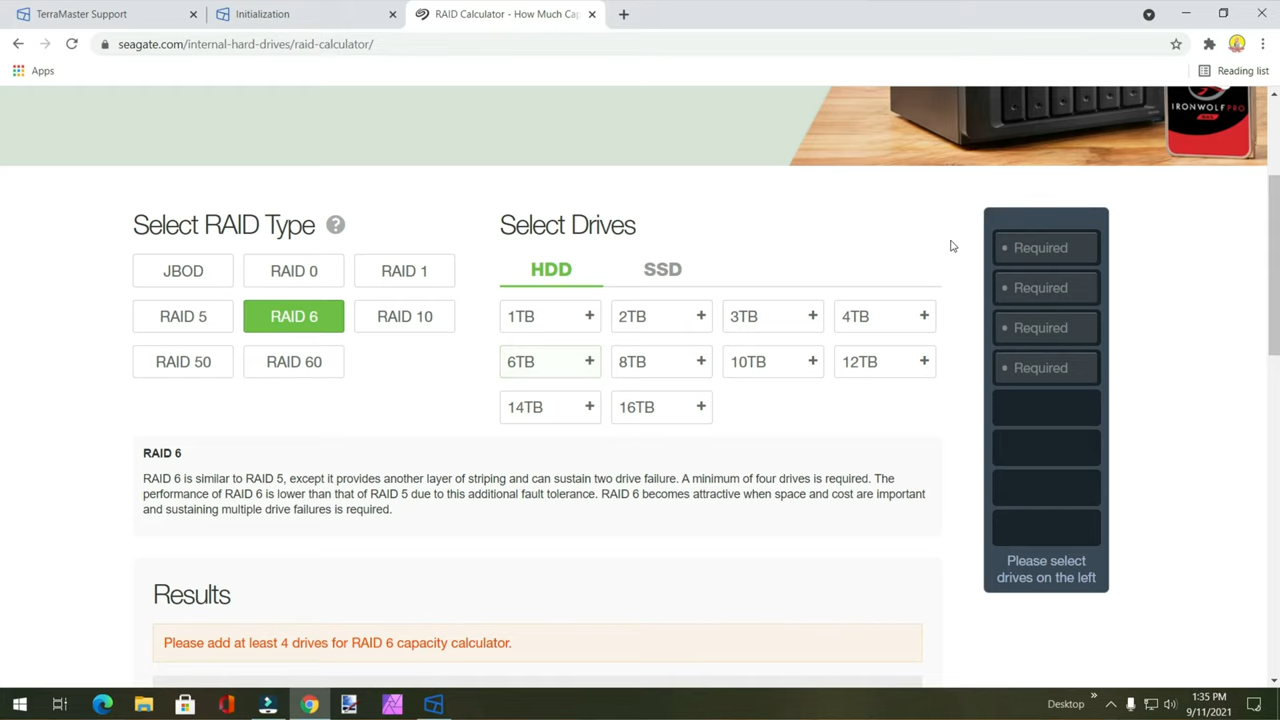 TerraMaster Support
Initialization
RAID Calculator - How Much Cap
seagate.com/internal-hard-drives/raid-calculator/
Apps
Reading list
IRONWOLF PRO
Select RAID Type ?
JBOD
RAID 0
RAID 1
RAID 5
RAID 6
RAID 10
RAID 50
RAID 60
Select Drives
HDD
SSD
1TB +
2TB +
3TB +
4TB +
6TB +
8TB +
10TB +
12TB +
14TB +
16TB +
Required
Required
Required
Required
Please select
drives on the left
RAID 6
RAID 6 is similar to RAID 5, except it provides another layer of striping and can sustain two drive failure. A minimum of four drives is required. The
performance of RAID 6 is lower than that of RAID 5 due to this additional fault tolerance. RAID 6 becomes attractive when space and cost are important
and sustaining multiple drive failures is required.
Results
Please add at least 4 drives for RAID 6 capacity calculator.
Desktop
1:35 PM
9/11/2021